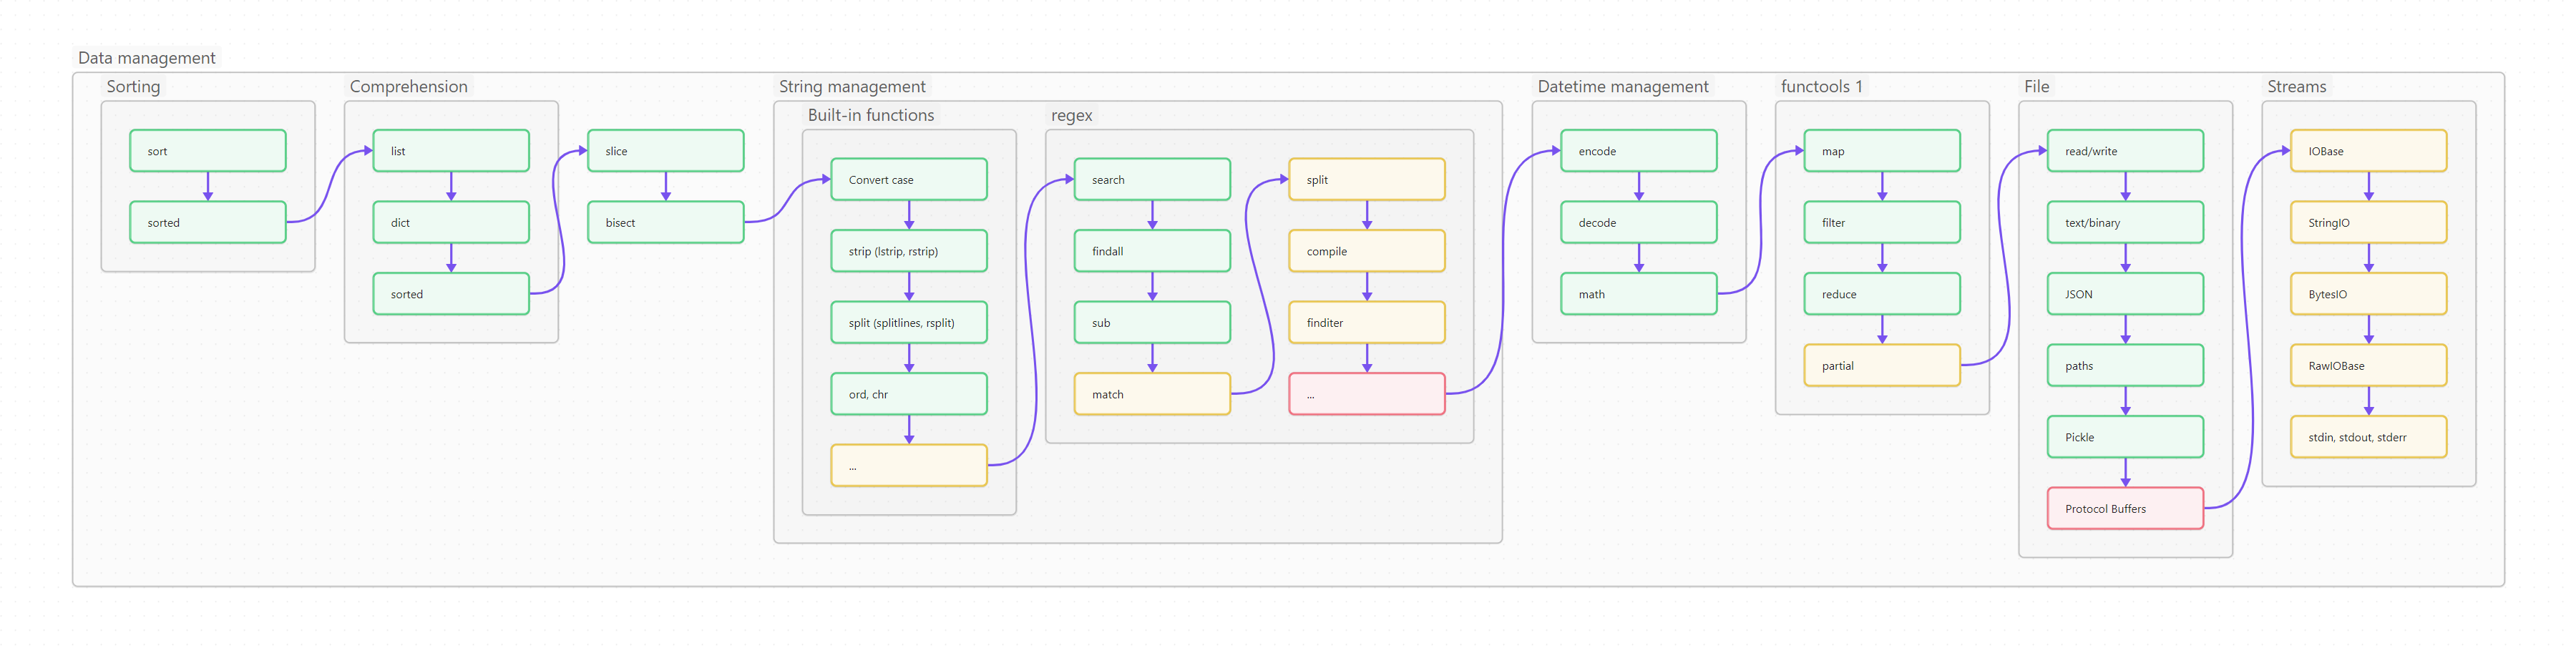 Data management
Sorting
sort
sorted
Comprehension
list
dict
sorted
slice
bisect
String management
Built-in functions
Convert case
strip (lstrip, rstrip)
split (splitlines, rsplit)
ord, chr
...
regex
search
findall
sub
match
split
compile
finditer
...
Datetime management
encode
decode
math
functools 1
map
filter
reduce
partial
File
read/write
text/binary
JSON
paths
Pickle
Protocol Buffers
Streams
IOBase
StringIO
BytesIO
RawIOBase
stdin, stdout, stderr